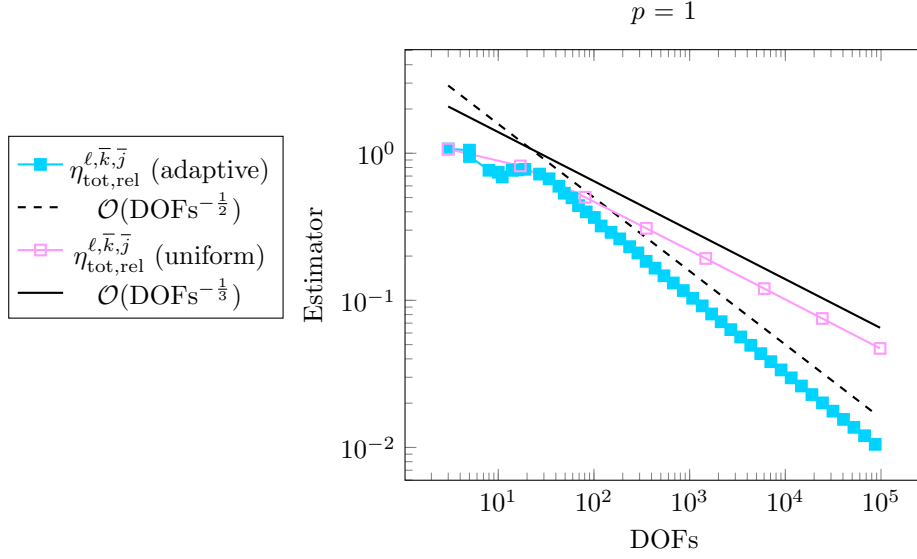 p = 1
η_{tot,rel}^{ℓ,k̅,j̅} (adaptive)
𝒪(DOFs^{-1/2})
η_{tot,rel}^{ℓ,k̅,j̅} (uniform)
𝒪(DOFs^{-1/3})
Estimator
10^0
10^{-1}
10^{-2}
10^1
10^2
10^3
10^4
10^5
DOFs